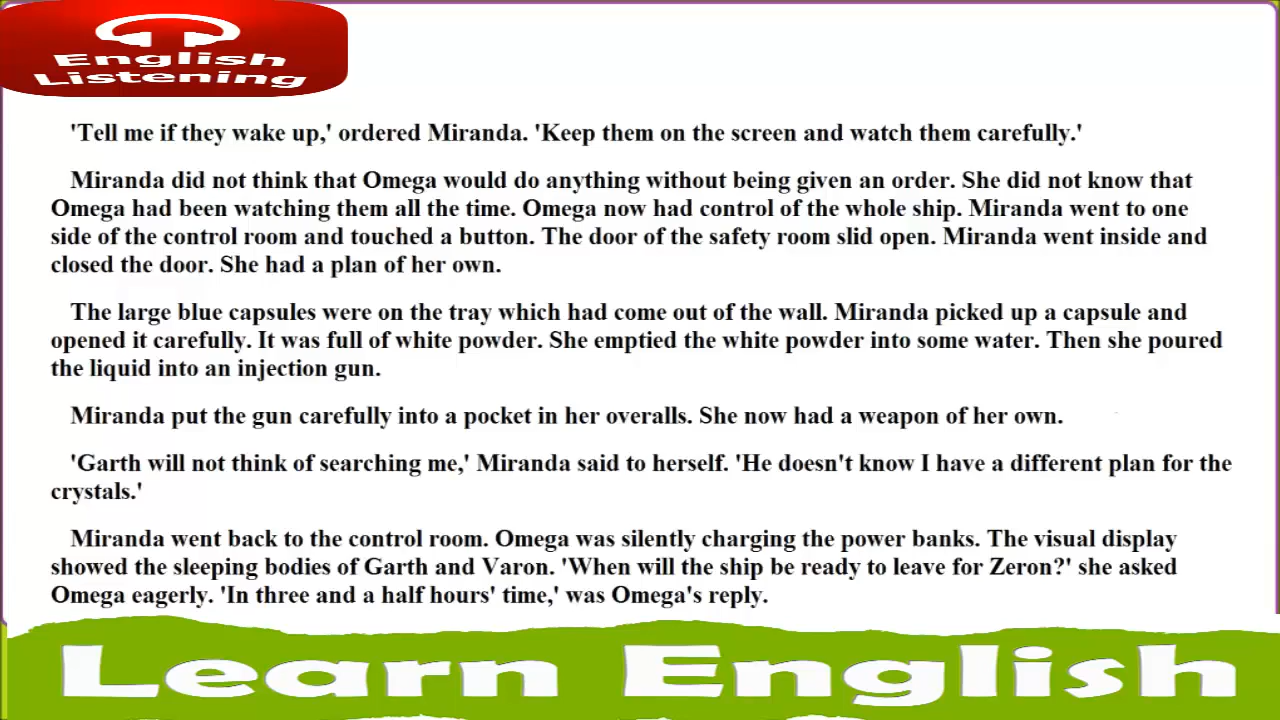 English
Listening
'Tell me if they wake up,' ordered Miranda. 'Keep them on the screen and watch them carefully.'
Miranda did not think that Omega would do anything without being given an order. She did not know that
Omega had been watching them all the time. Omega now had control of the whole ship. Miranda went to one
side of the control room and touched a button. The door of the safety room slid open. Miranda went inside and
closed the door. She had a plan of her own.
The large blue capsules were on the tray which had come out of the wall. Miranda picked up a capsule and
opened it carefully. It was full of white powder. She emptied the white powder into some water. Then she poured
the liquid into an injection gun.
Miranda put the gun carefully into a pocket in her overalls. She now had a weapon of her own.
'Garth will not think of searching me,' Miranda said to herself. 'He doesn't know I have a different plan for the
crystals.'
Miranda went back to the control room. Omega was silently charging the power banks. The visual display
showed the sleeping bodies of Garth and Varon. 'When will the ship be ready to leave for Zeron?' she asked
Omega eagerly. 'In three and a half hours' time,' was Omega's reply.
Learn English